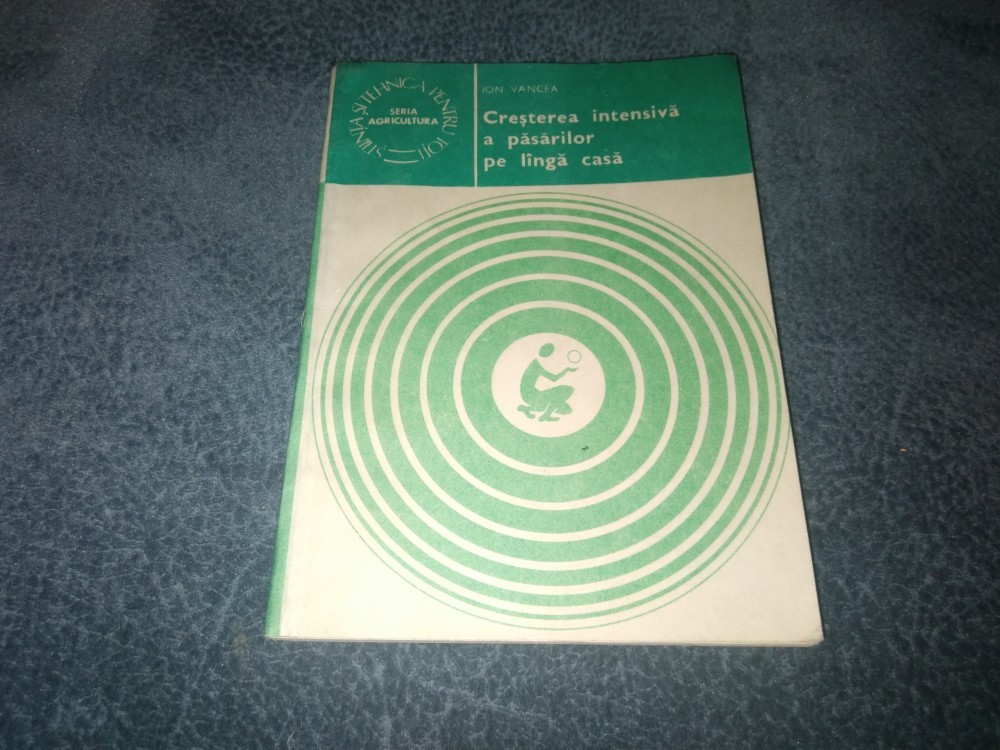 ȘTIINȚA ȘI TEHNICA PENTRU TOȚI
SERIA
AGRICULTURA
ION VANCEA
Creșterea intensivă
a păsărilor
pe lîngă casă